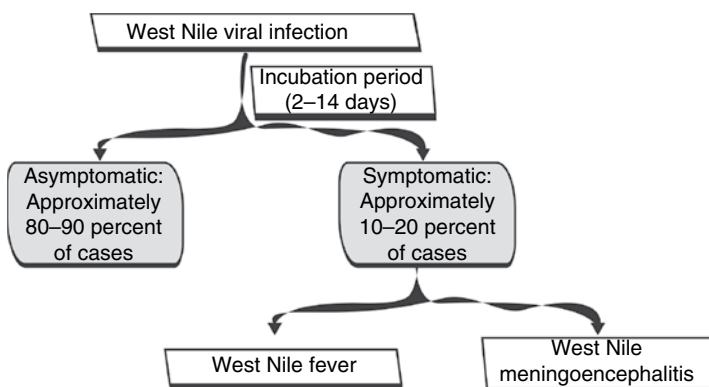 West Nile viral infection
Incubation period
(2–14 days)
Asymptomatic:
Approximately
80–90 percent
of cases
Symptomatic:
Approximately
10–20 percent
of cases
West Nile fever
West Nile
meningoencephalitis